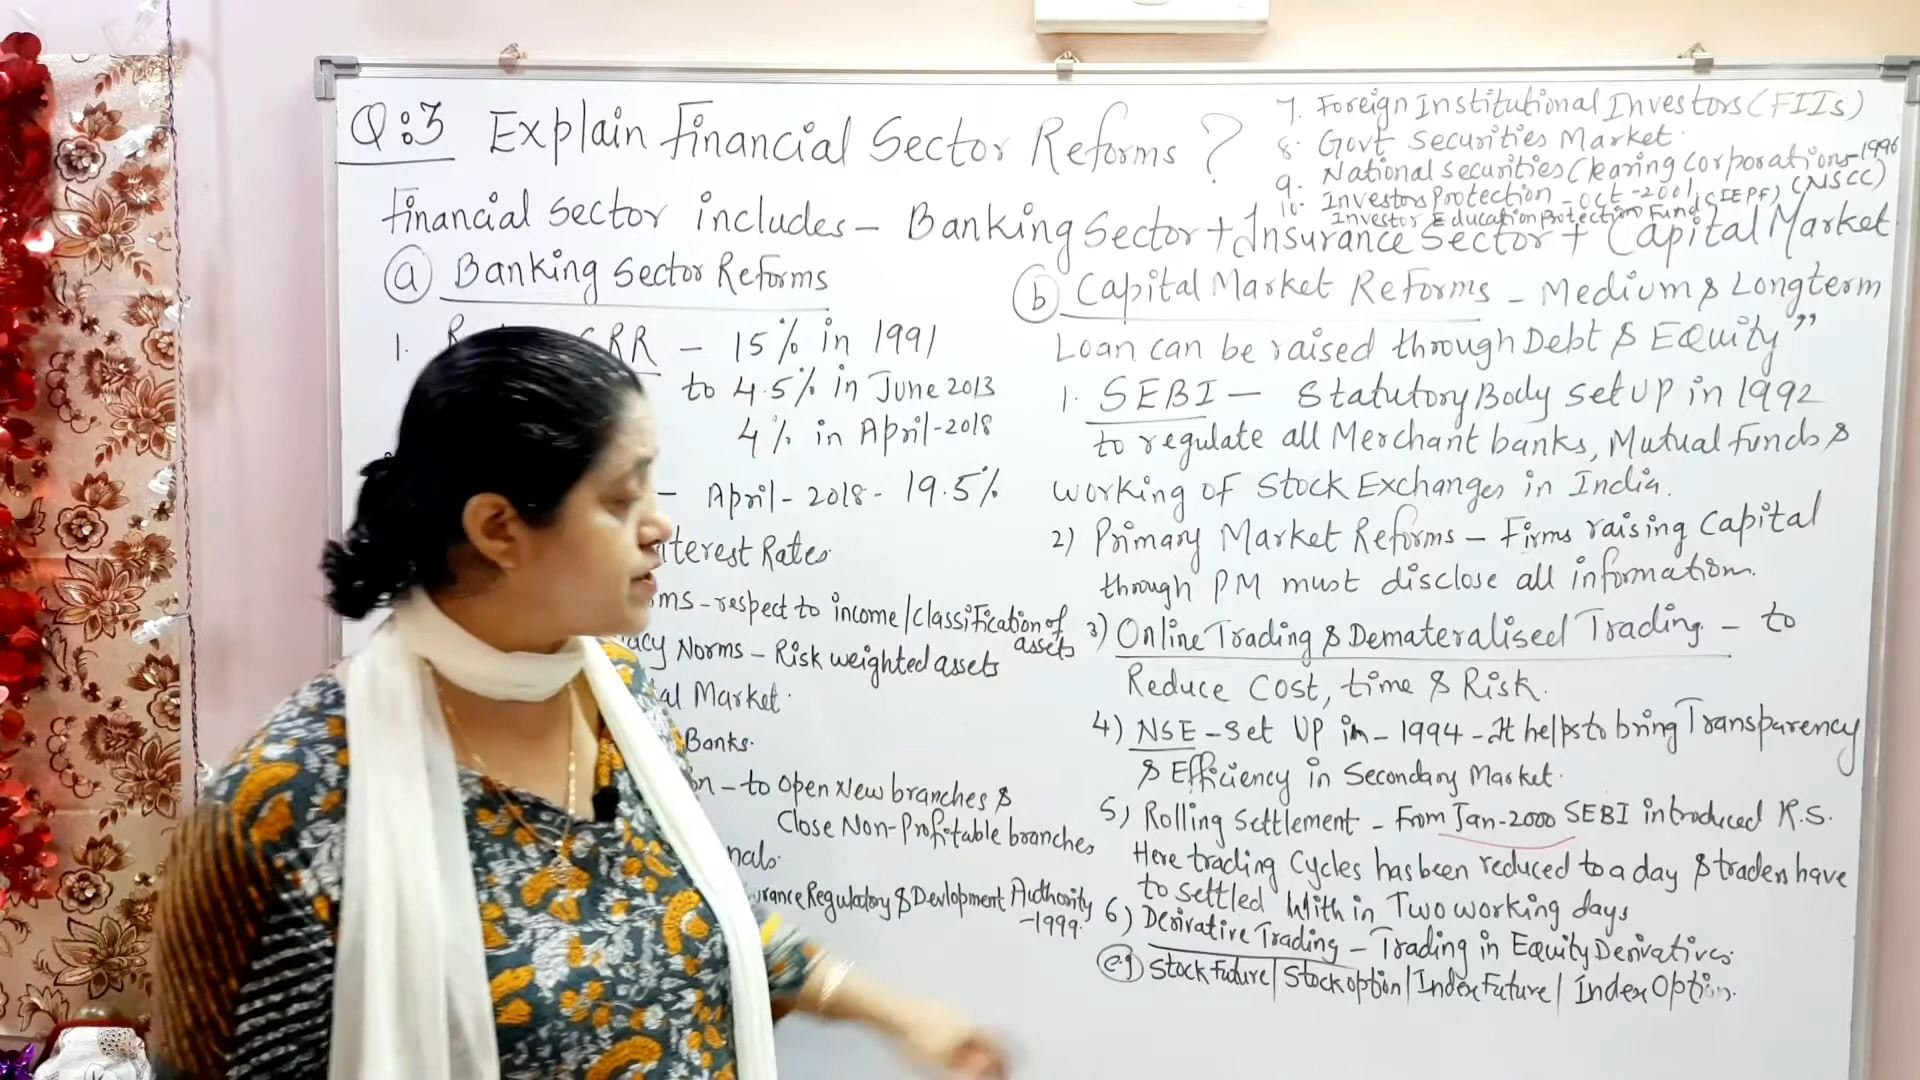 Q:3 Explain Financial Sector Reforms ?
Financial sector includes - Banking Sector + Insurance Sector + Capital Market
(a) Banking Sector Reforms
1. CRR - 15% in 1991
to 4.5% in June 2013
4% in April-2018
- April-2018- 19.5%
Interest Rates
-respect to income/classification of
assets
Norms - Risk weighted assets
Market.
Banks.
- to Open New branches &
Close Non-Profitable branches
Regulatory & Devlopment Authority
-1999.
7. Foreign Institutional Investors (FIIs)
8. Govt Securities Market.
9. National Securities Clearing Corporations-1996
(NSCC)
10. Investors Protection - Oct-2001 (IEPF)
Investor Education Protection Fund
(b) Capital Market Reforms - Medium & Longterm
Loan can be raised through Debt & Equity”
1. SEBI - Statutory Body set up in 1992
to regulate all Merchant banks, Mutual funds &
working of Stock Exchanges in India.
2) Primary Market Reforms - Firms raising Capital
through PM must disclose all information.
3) Online Trading & Demateralised Trading. - to
Reduce Cost, time & Risk.
4) NSE - Set UP in - 1994 - It helps to bring Transparency
& Efficiency in Secondary Market.
5) Rolling Settlement - From Jan-2000 SEBI introduced R.S.
Here trading Cycles has been reduced to a day & traders have
to settled With in Two working days
6) Derivative Trading - Trading in Equity Derivatives.
(e.g) Stock Future/ Stock option/ Index Future/ Index Option.